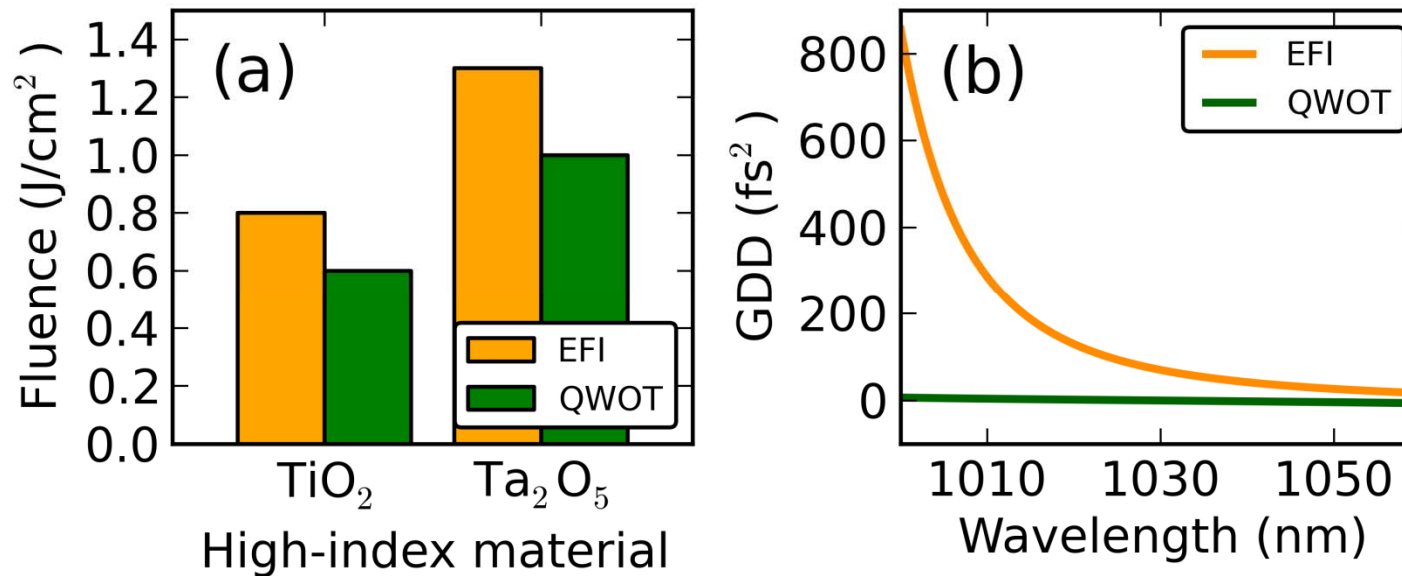 (a)
Fluence (J/cm²)
1.4
1.2
1.0
0.8
0.6
0.4
0.2
0.0
EFI
QWOT
TiO₂ Ta₂O₅
High-index material
(b)
GDD (fs²)
800
600
400
200
0
EFI
QWOT
1010 1030 1050
Wavelength (nm)